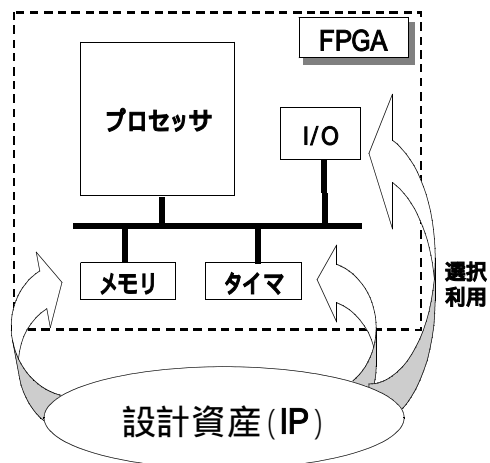 FPGA
プロセッサ
I/O
メモリ
タイマ
選択
利用
設計資産(IP)